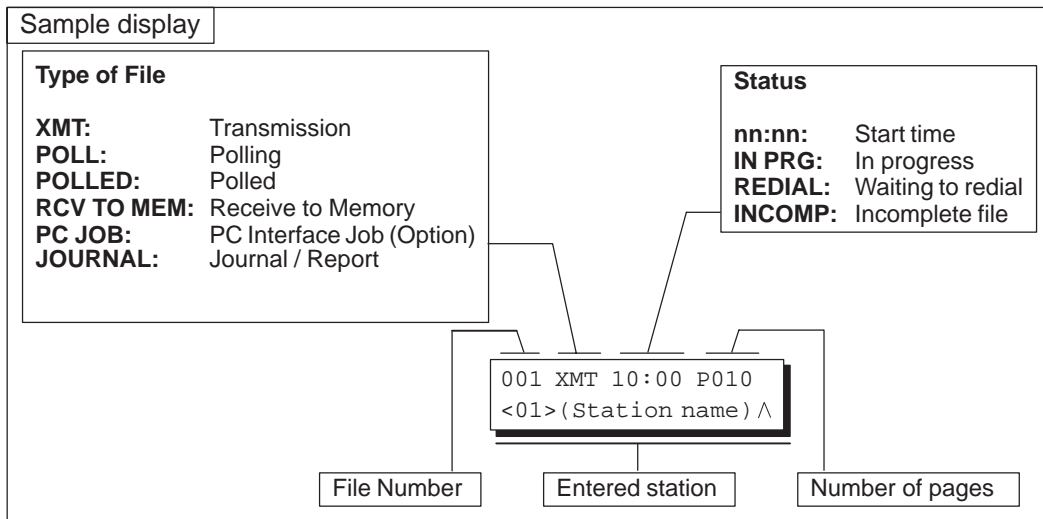 Sample display
Type of File
XMT: Transmission
POLL: Polling
POLLED: Polled
RCV TO MEM: Receive to Memory
PC JOB: PC Interface Job (Option)
JOURNAL: Journal / Report
Status
nn:nn: Start time
IN PRG: In progress
REDIAL: Waiting to redial
INCOMP: Incomplete file
001 XMT 10:00 P010
<01>(Station name)∧
File Number
Entered station
Number of pages